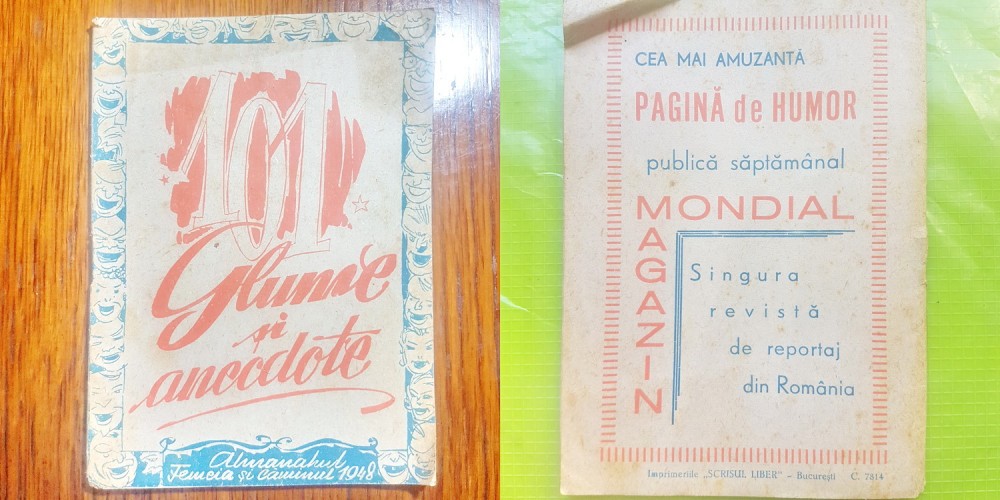 101
Glume
și
anecdote
Almanahul
Femeia și Căminul 1948
CEA MAI AMUZANTĂ
PAGINĂ de HUMOR
publică săptămânal
MONDIAL
MAGAZIN
Singura
revistă
de reportaj
din România
Imprimeriile „SCRISUL LIBER" – București C. 7814